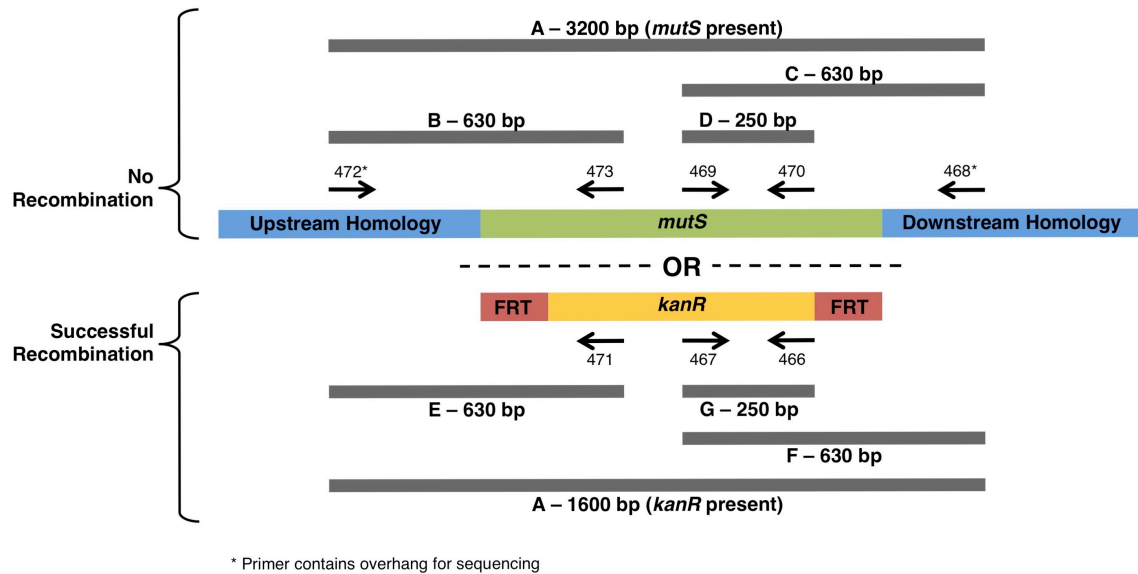 A – 3200 bp (mutS present)
C – 630 bp
B – 630 bp
D – 250 bp
No
Recombination
472*
473
469
470
468*
Upstream Homology
mutS
Downstream Homology
OR
FRT
kanR
FRT
Successful
Recombination
471
467
466
E – 630 bp
G – 250 bp
F – 630 bp
A – 1600 bp (kanR present)
* Primer contains overhang for sequencing